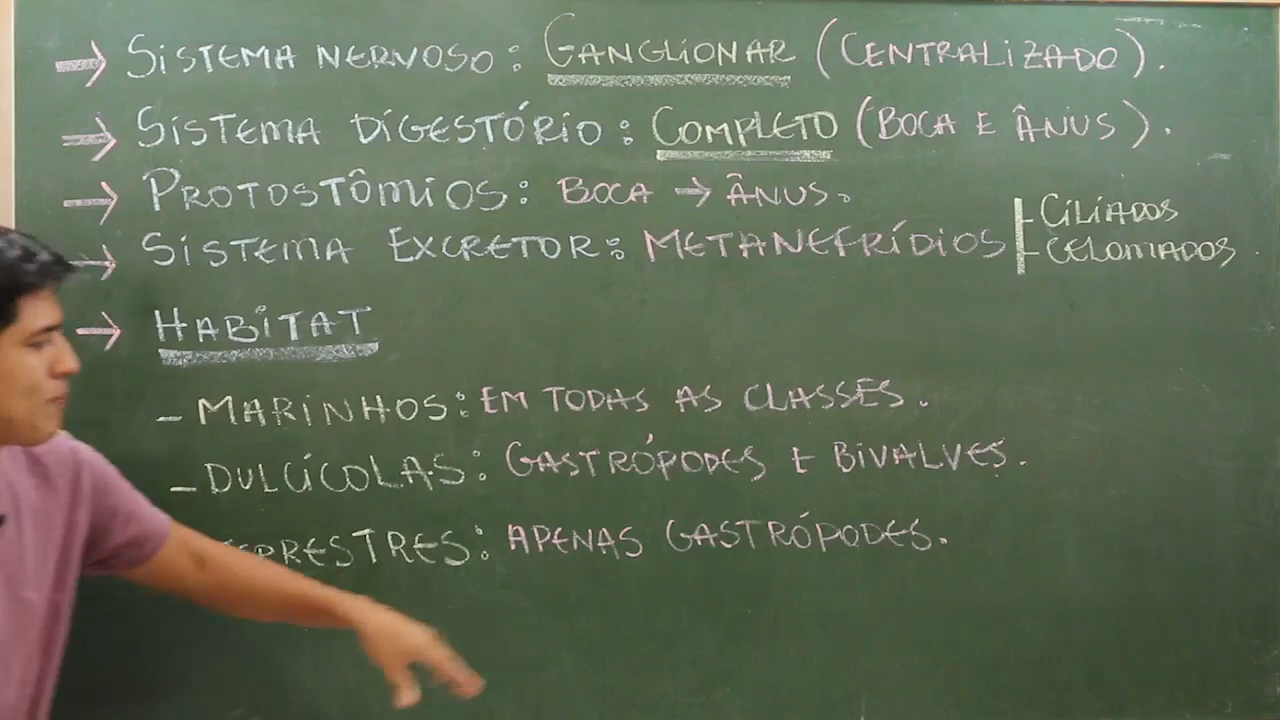 → SISTEMA NERVOSO: GANGLIONAR (CENTRALIZADO).
→ SISTEMA DIGESTÓRIO: COMPLETO (BOCA E ÂNUS).
→ PROTOSTÔMIOS: BOCA → ÂNUS.
→ SISTEMA EXCRETOR: METANEFRÍDIOS
- CILIADOS
- CELOMADOS
→ HABITAT
- MARINHOS: EM TODAS AS CLASSES.
- DULCÍCOLAS: GASTRÓPODES E BIVALVES.
TERRESTRES: APENAS GASTRÓPODES.